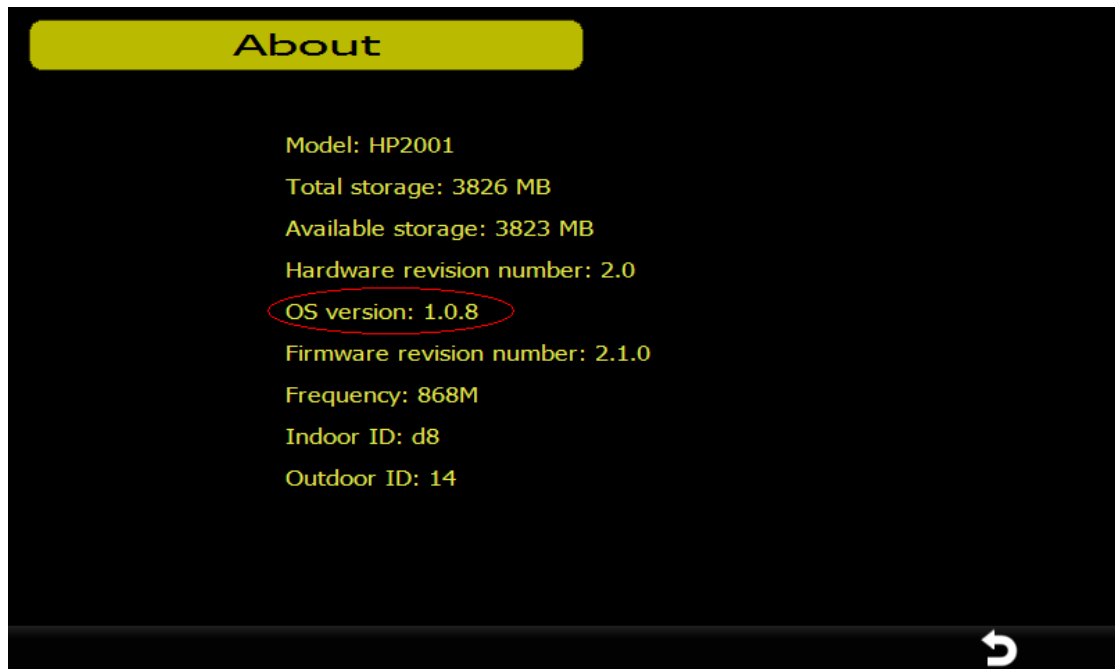 About
Model: HP2001
Total storage: 3826 MB
Available storage: 3823 MB
Hardware revision number: 2.0
OS version: 1.0.8
Firmware revision number: 2.1.0
Frequency: 868M
Indoor ID: d8
Outdoor ID: 14